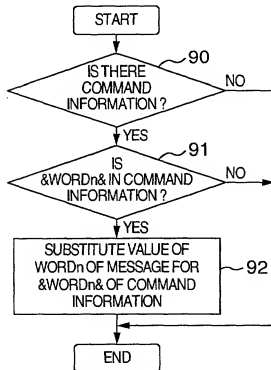 START
90
IS THERE
COMMAND
INFORMATION ?
NO
YES
91
IS
&WORDn& IN COMMAND
INFORMATION ?
NO
YES
SUBSTITUTE VALUE OF
WORDn OF MESSAGE FOR
&WORDn& OF COMMAND
INFORMATION
92
END